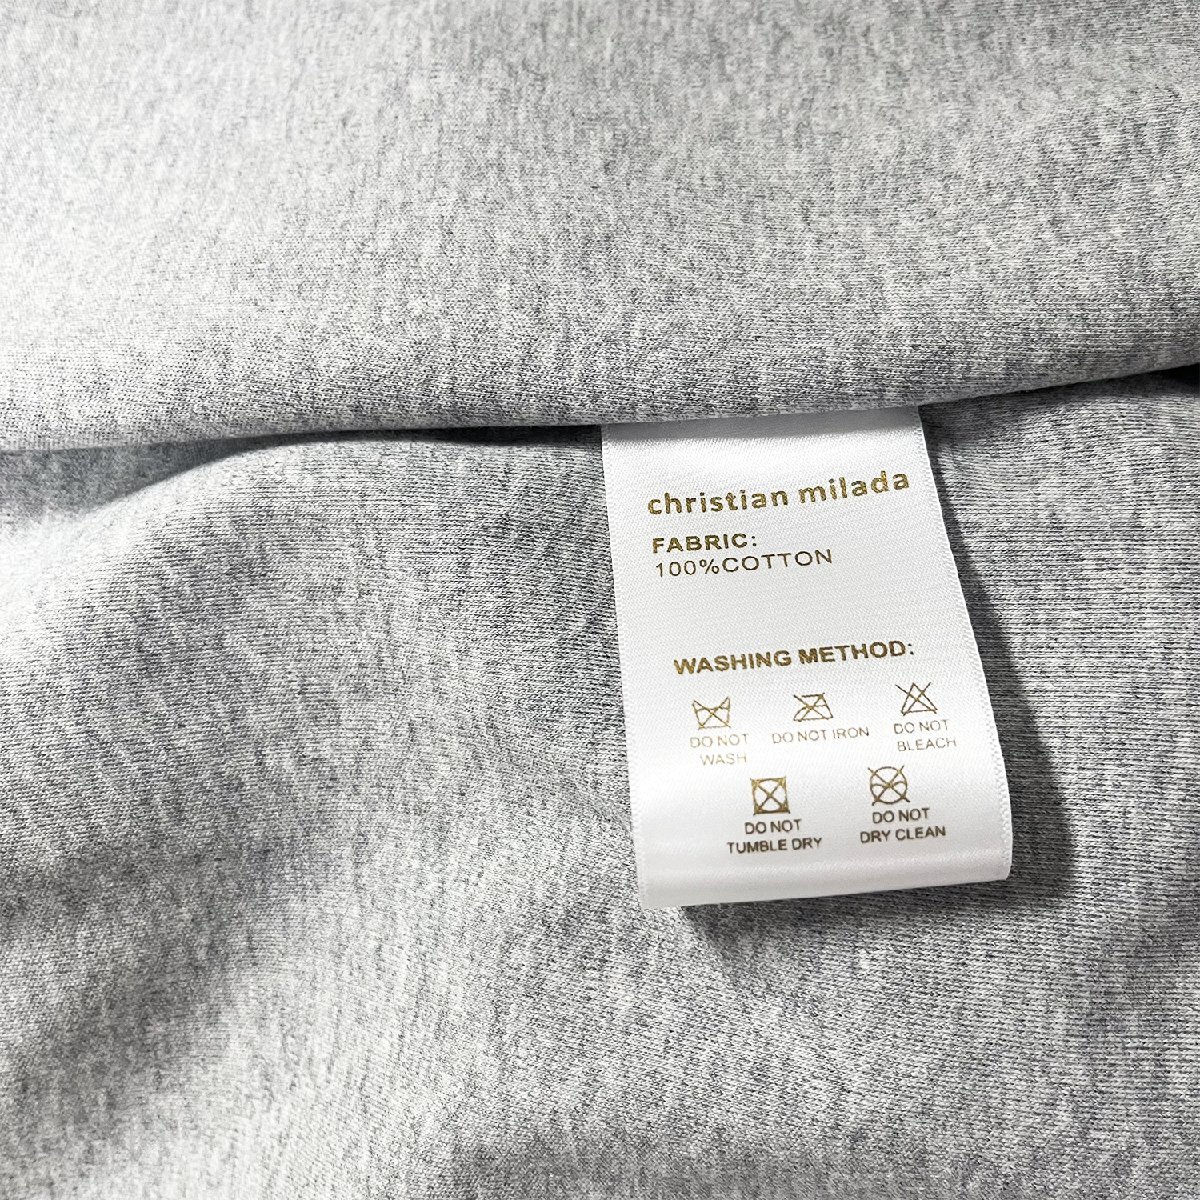 christian milada
FABRIC:
100%COTTON
WASHING METHOD:
DO NOT
WASH
DO NOT IRON
DO NOT
BLEACH
DO NOT
TUMBLE DRY
DO NOT
DRY CLEAN